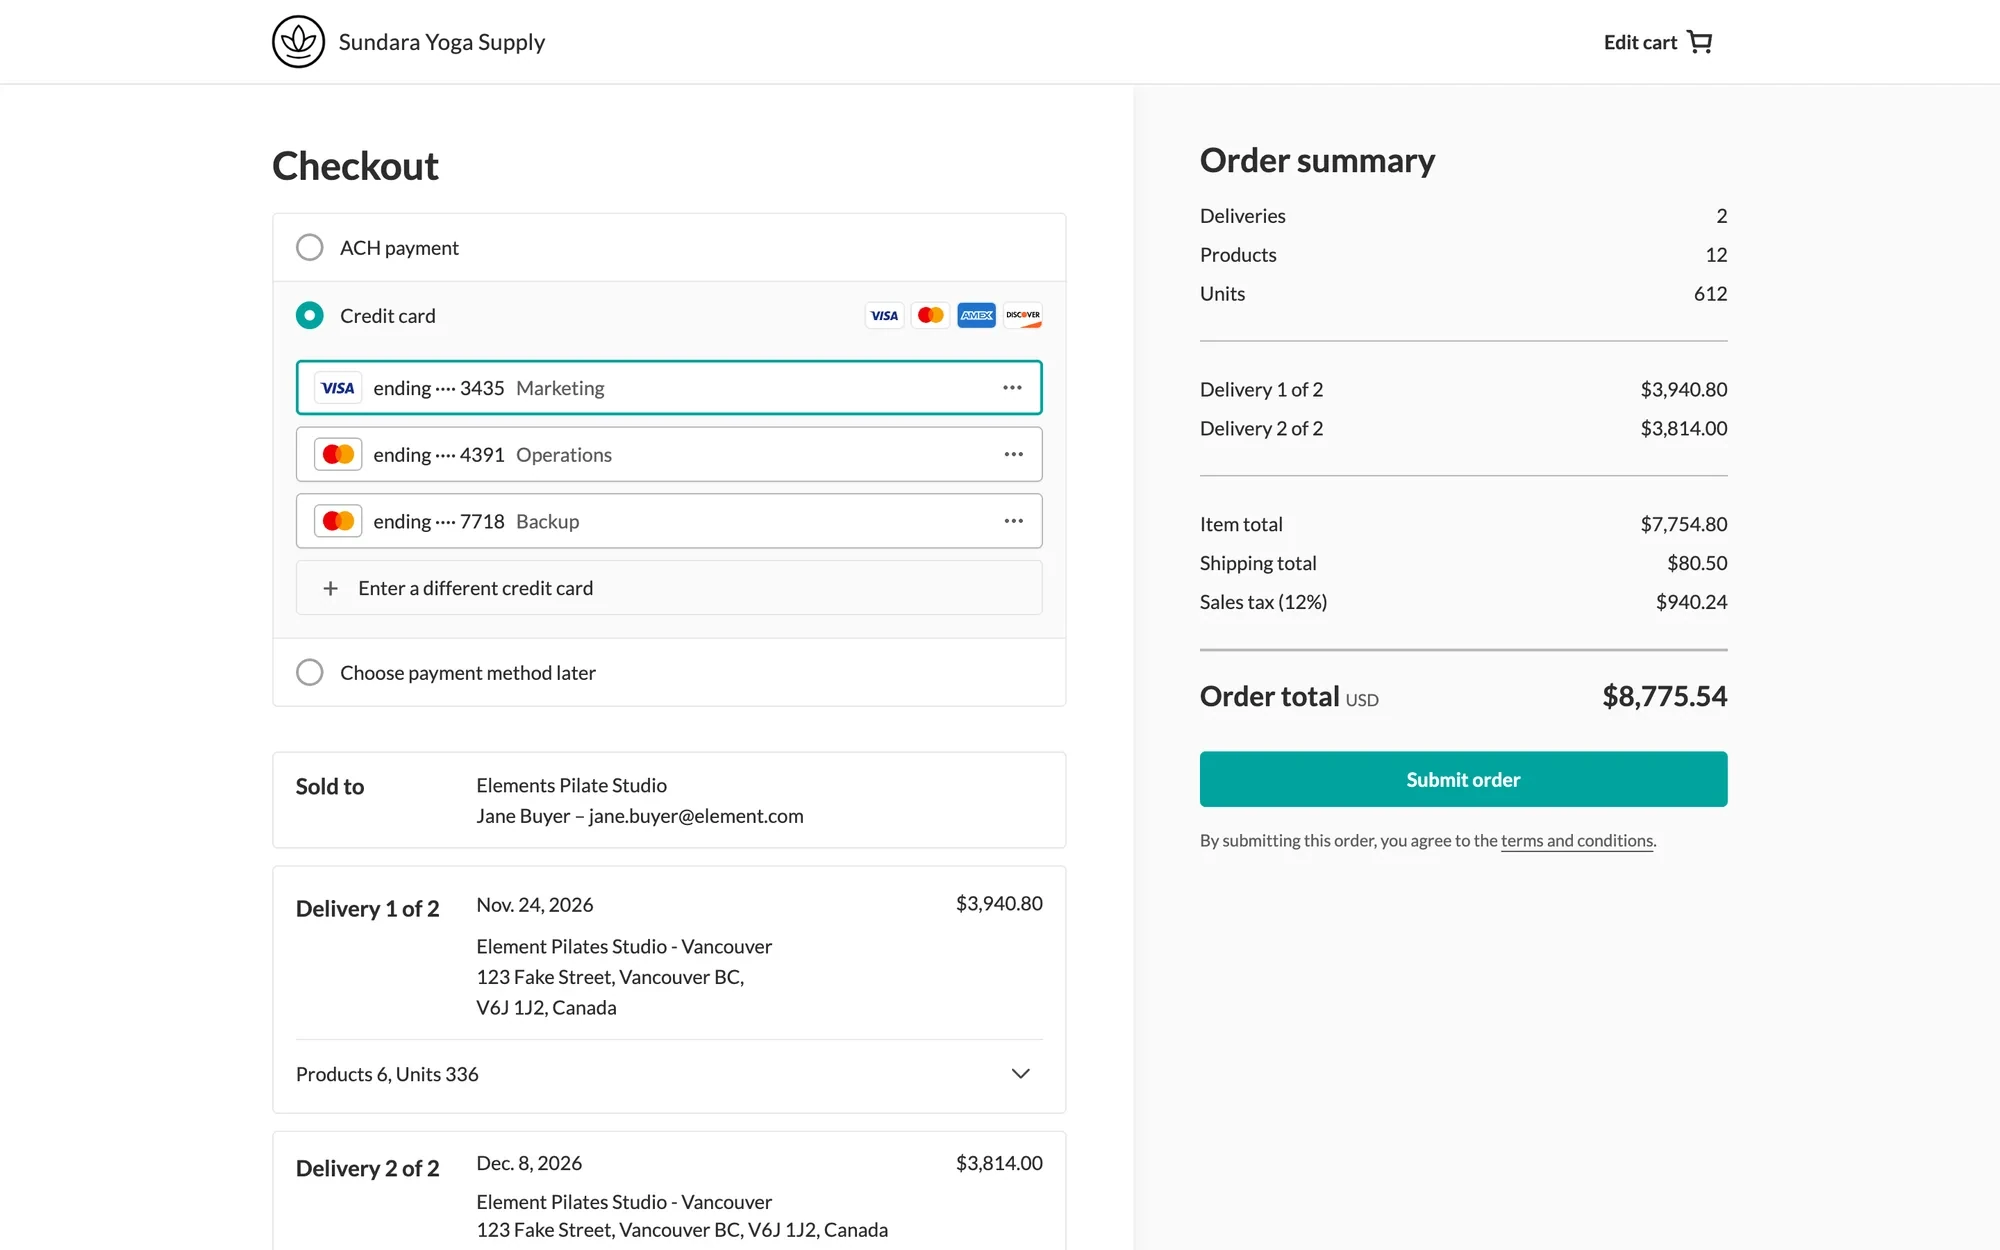 Sundara Yoga Supply
Edit cart
Checkout
ACH payment
Credit card
VISA
AMEX
DISCOVER
VISA ending •••• 3435 Marketing
ending •••• 4391 Operations
ending •••• 7718 Backup
+ Enter a different credit card
Choose payment method later
Sold to
Elements Pilate Studio
Jane Buyer – jane.buyer@element.com
Delivery 1 of 2
Nov. 24, 2026
$3,940.80
Element Pilates Studio - Vancouver
123 Fake Street, Vancouver BC,
V6J 1J2, Canada
Products 6, Units 336
Delivery 2 of 2
Dec. 8, 2026
$3,814.00
Element Pilates Studio - Vancouver
123 Fake Street, Vancouver BC, V6J 1J2, Canada
Order summary
Deliveries 2
Products 12
Units 612
Delivery 1 of 2 $3,940.80
Delivery 2 of 2 $3,814.00
Item total $7,754.80
Shipping total $80.50
Sales tax (12%) $940.24
Order total USD $8,775.54
Submit order
By submitting this order, you agree to the terms and conditions.